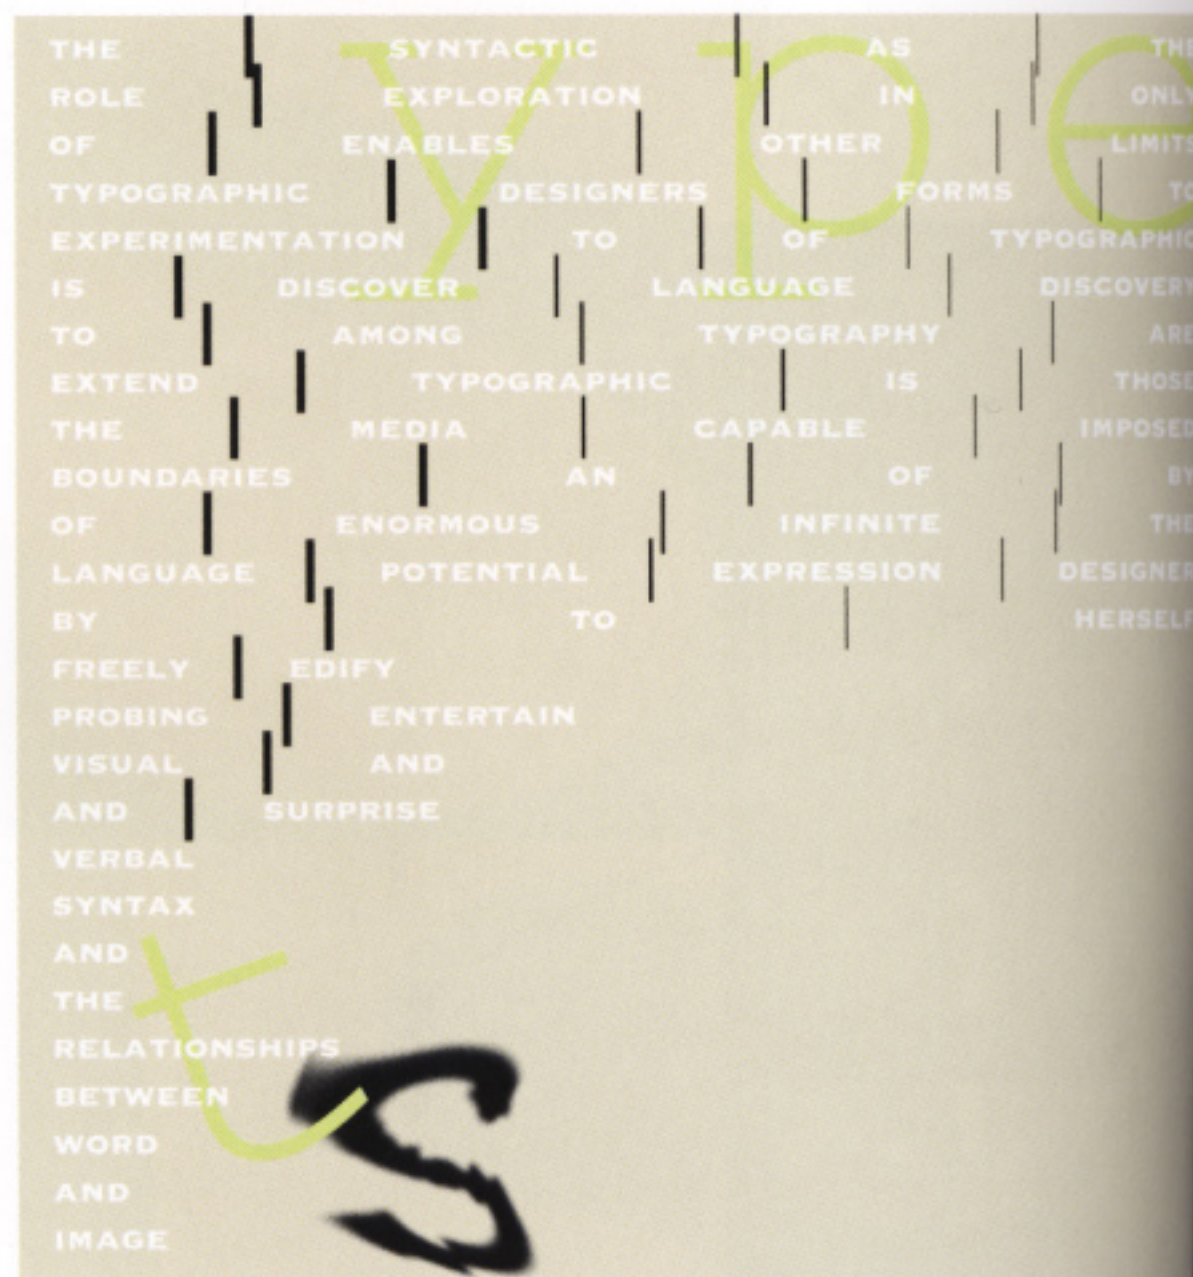 THE
ROLE
OF
TYPOGRAPHIC
EXPERIMENTATION
IS
TO
EXTEND
THE
BOUNDARIES
OF
LANGUAGE
BY
FREELY
PROBING
VISUAL
AND
VERBAL
SYNTAX
AND
THE
RELATIONSHIPS
BETWEEN
WORD
AND
IMAGE
SYNTACTIC
EXPLORATION
ENABLES
DESIGNERS
TO
DISCOVER
AMONG
TYPOGRAPHIC
MEDIA
AN
ENORMOUS
POTENTIAL
TO
EDIFY
ENTERTAIN
AND
SURPRISE
AS
IN
OTHER
FORMS
OF
LANGUAGE
TYPOGRAPHY
IS
CAPABLE
OF
INFINITE
EXPRESSION
THE
ONLY
LIMITS
TO
TYPOGRAPHIC
DISCOVERY
ARE
THOSE
IMPOSED
BY
THE
DESIGNER
HERSELF
ype
t
s